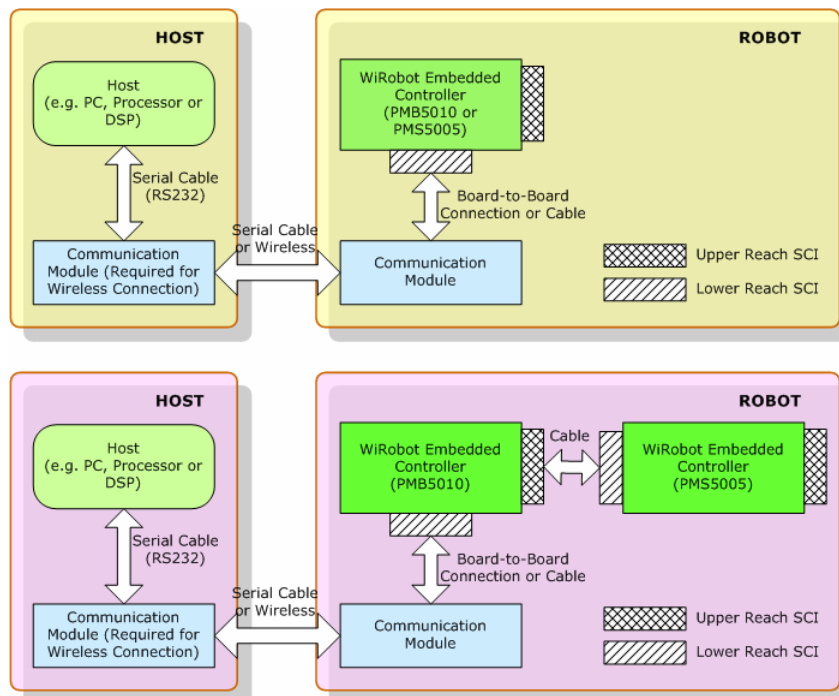 HOST
Host
(e.g. PC, Processor or
DSP)
Serial Cable
(RS232)
Communication
Module (Required for
Wireless Connection)
Serial Cable
or Wireless
ROBOT
WiRobot Embedded
Controller
(PMB5010 or
PMS5005)
Board-to-Board
Connection or Cable
Communication
Module
Upper Reach SCI
Lower Reach SCI
HOST
Host
(e.g. PC, Processor or
DSP)
Serial Cable
(RS232)
Communication
Module (Required for
Wireless Connection)
Serial Cable
or Wireless
ROBOT
WiRobot Embedded
Controller
(PMB5010)
Cable
WiRobot Embedded
Controller
(PMS5005)
Board-to-Board
Connection or Cable
Communication
Module
Upper Reach SCI
Lower Reach SCI